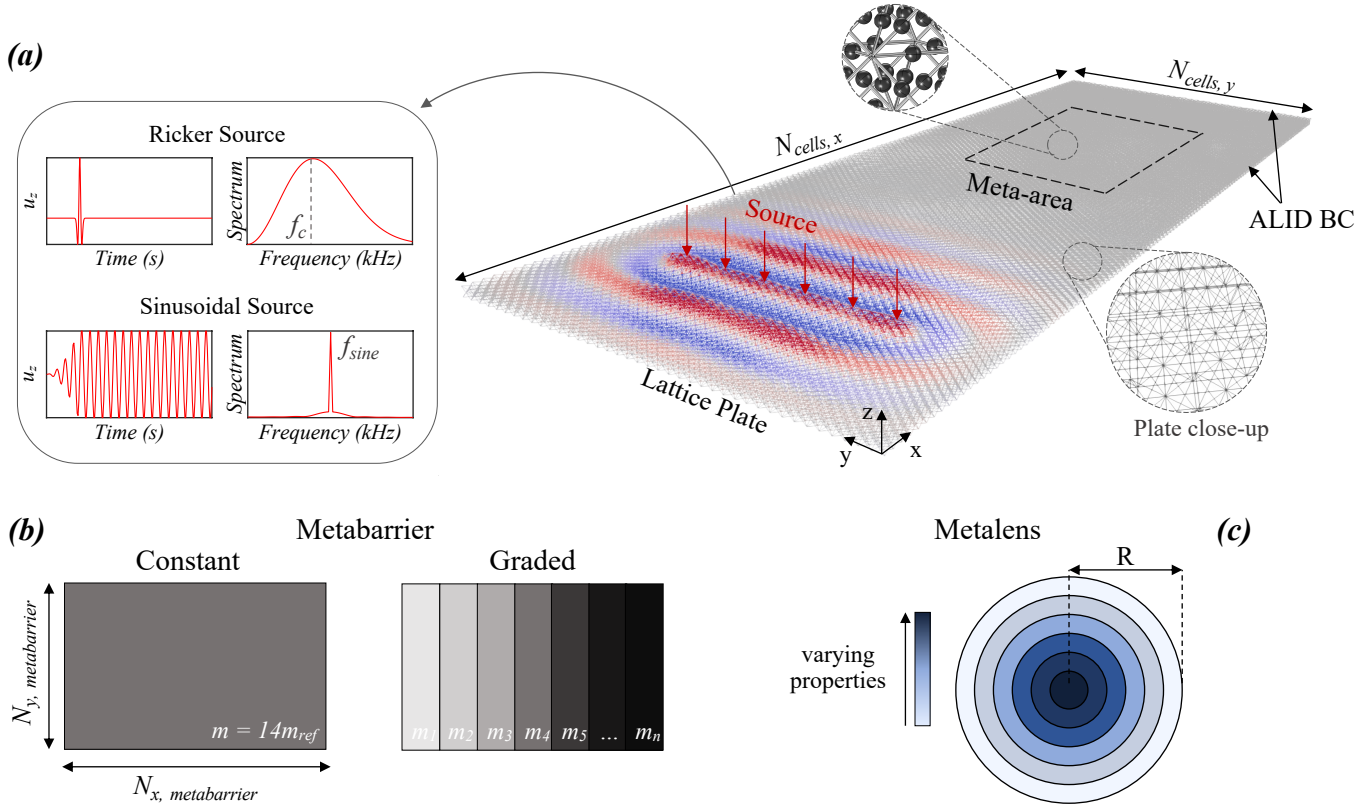 (a)
Ricker Source
u_z
Time (s)
Spectrum
f_c
Frequency (kHz)
Sinusoidal Source
u_z
Time (s)
Spectrum
f_sine
Frequency (kHz)
N_cells, x
N_cells, y
Meta-area
ALID BC
Source
Lattice Plate
z
y
x
Plate close-up
(b)
Metabarrier
Constant
N_y, metabarrier
m = 14m_ref
N_x, metabarrier
Graded
m_1 m_2 m_3 m_4 m_5 ... m_n
Metalens
(c)
R
varying
properties